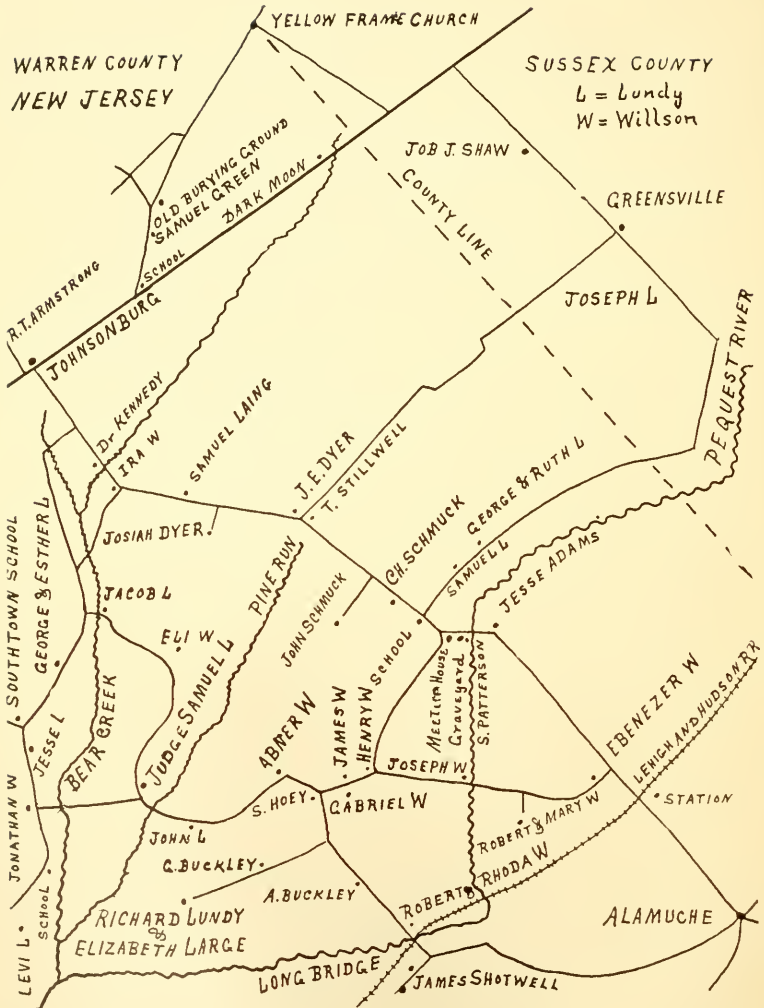 YELLOW FRAME CHURCH
WARREN COUNTY
NEW JERSEY
SUSSEX COUNTY
L = Lundy
W = Willson
JOB J. SHAW
OLD BURYING GROUND
SAMUEL GREEN
DARK MOON
COUNTY LINE
GREENSVILLE
SCHOOL
R.T. ARMSTRONG
JOHNSONBURG
JOSEPH L
PEQUEST RIVER
Dr KENNEDY
IRA W
SAMUEL LAING
J.E. DYER
T. STILLWELL
GEORGE & RUTH L
CH. SCHMUCK
SAMUEL L
JESSE ADAMS
JOSIAH DYER
SOUTHTOWN SCHOOL
GEORGE & ESTHER L
JACOB L
PINE RUN
JOHN SCHMUCK
ELI W
SCHOOL
MEETING HOUSE
Graveyard
S. PATTERSON
EBENEZER W
LEHIGH AND HUDSON RR
JESSE L
BEAR CREEK
JUDGE SAMUEL L
ABNER W
JAMES W
HENRY W
JOSEPH W
STATION
JONATHAN W
S. HOEY
GABRIEL W
ROBERT & MARY W
JOHN L
G. BUCKLEY
A. BUCKLEY
ROBERT & RHODA W
SCHOOL
LEVI L
RICHARD LUNDY
&
ELIZABETH LARGE
ALAMUCHE
LONG BRIDGE
JAMES SHOTWELL